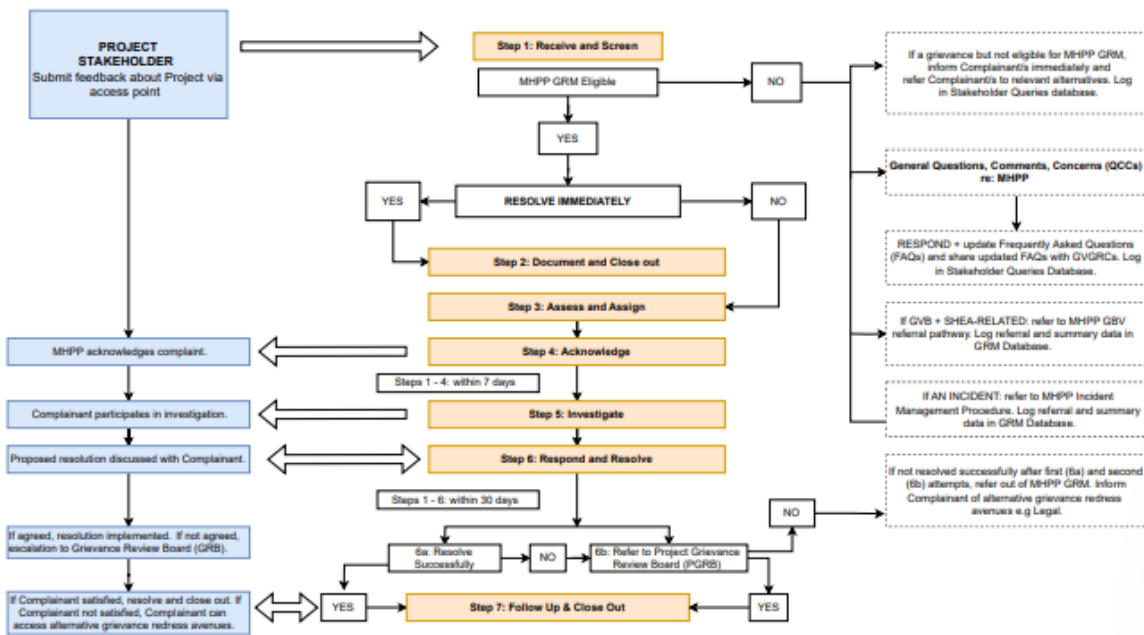 PROJECT
STAKEHOLDER
Submit feedback about Project via
access point
Step 1: Receive and Screen
MHPP GRM Eligible
NO
YES
If a grievance but not eligible for MHPP GRM,
inform Complainant/s immediately and
refer Complainant/s to relevant alternatives. Log
in Stakeholder Queries database.
General Questions, Comments, Concerns (QCCs)
re: MHPP
YES
RESOLVE IMMEDIATELY
NO
RESPOND + update Frequently Asked Questions
(FAQs) and share updated FAQs with GVGRCs. Log
in Stakeholder Queries Database.
Step 2: Document and Close out
Step 3: Assess and Assign
If GVB + SHEA-RELATED: refer to MHPP GBV
referral pathway. Log referral and summary data in
GRM Database.
MHPP acknowledges complaint.
Step 4: Acknowledge
Steps 1 - 4: within 7 days
If AN INCIDENT: refer to MHPP Incident
Management Procedure. Log referral and summary
data in GRM Database.
Complainant participates in investigation.
Step 5: Investigate
Proposed resolution discussed with Complainant.
Step 6: Respond and Resolve
If not resolved successfully after first (6a) and second
(6b) attempts, refer out of MHPP GRM. Inform
Complainant of alternative grievance redress
avenues e.g Legal.
Steps 1 - 6: within 30 days
NO
If agreed, resolution implemented. If not agreed,
escalation to Grievance Review Board (GRB).
6a: Resolve
Successfully
NO
6b: Refer to Project Grievance
Review Board (PGRB)
If Complainant satisfied, resolve and close out. If
Complainant not satisfied, Complainant can
access alternative grievance redress avenues.
YES
Step 7: Follow Up & Close Out
YES